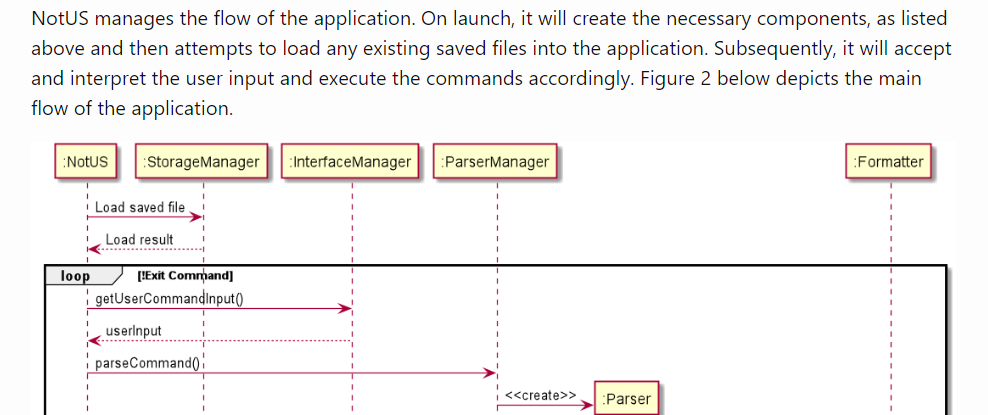 NotUS manages the flow of the application. On launch, it will create the necessary components, as listed
above and then attempts to load any existing saved files into the application. Subsequently, it will accept
and interpret the user input and execute the commands accordingly. Figure 2 below depicts the main
flow of the application.
:NotUS :StorageManager :InterfaceManager :ParserManager :Formatter
Load saved file
Load result
loop [!Exit Command]
getUserCommandInput()
userInput
parseCommand()
<<create>> :Parser